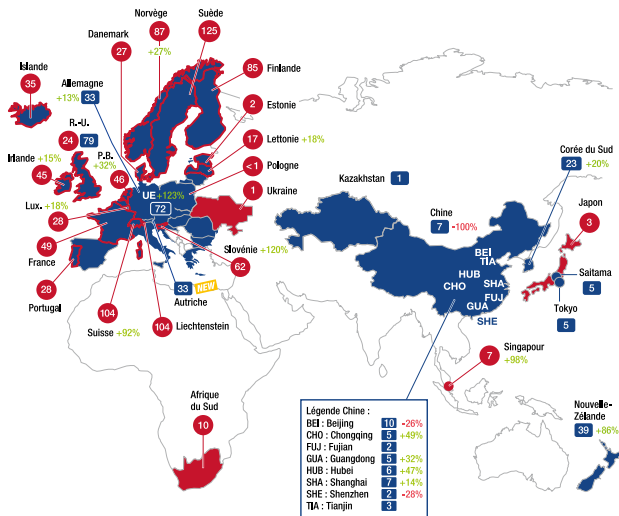 Norvège
87
+27%
Suède
125
Danemark
27
Islande
35
Allemagne
+13% 33
85 Finlande
2 Estonie
R.-U.
24 79
17 Lettonie +18%
P.B.
+32%
46
Irlande +15%
45
<1 Pologne
UE +123%
72
1 Ukraine
Lux. +18%
28
49
France
Slovénie +120%
62
28
Portugal
33
Autriche
NEW
104
Suisse +92%
104 Liechtenstein
Afrique
du Sud
10
Kazakhstan 1
Corée du Sud
23 +20%
Chine
7 -100%
Japon
3
BEI
TIA
HUB
SHA
CHO
FUJ
GUA
SHE
Saitama
5
Tokyo
5
Singapour
7
+98%
Nouvelle-
Zélande
39 +86%
Légende Chine :
BEI : Beijing 10 -26%
CHO : Chongqing 5 +49%
FUJ : Fujian 2
GUA : Guangdong 5 +32%
HUB : Hubei 6 +47%
SHA : Shanghai 7 +14%
SHE : Shenzhen 2 -28%
TIA : Tianjin 3